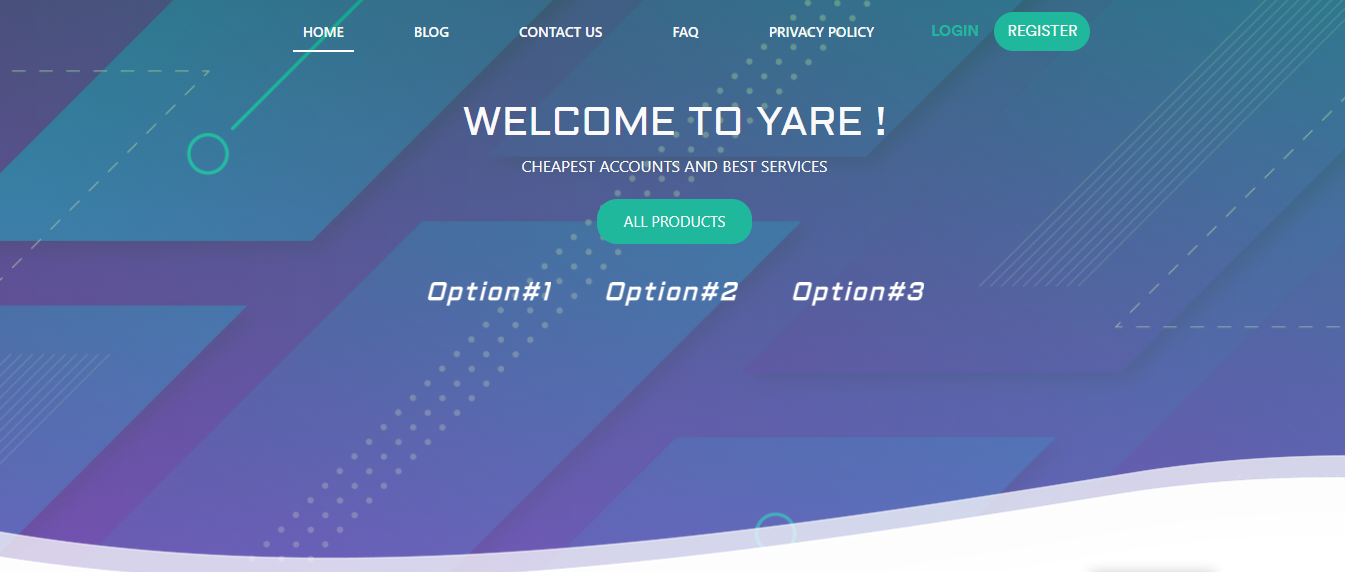 HOME BLOG CONTACT US FAQ PRIVACY POLICY LOGIN REGISTER
WELCOME TO YARE !
CHEAPEST ACCOUNTS AND BEST SERVICES
ALL PRODUCTS
Option#1 Option#2 Option#3